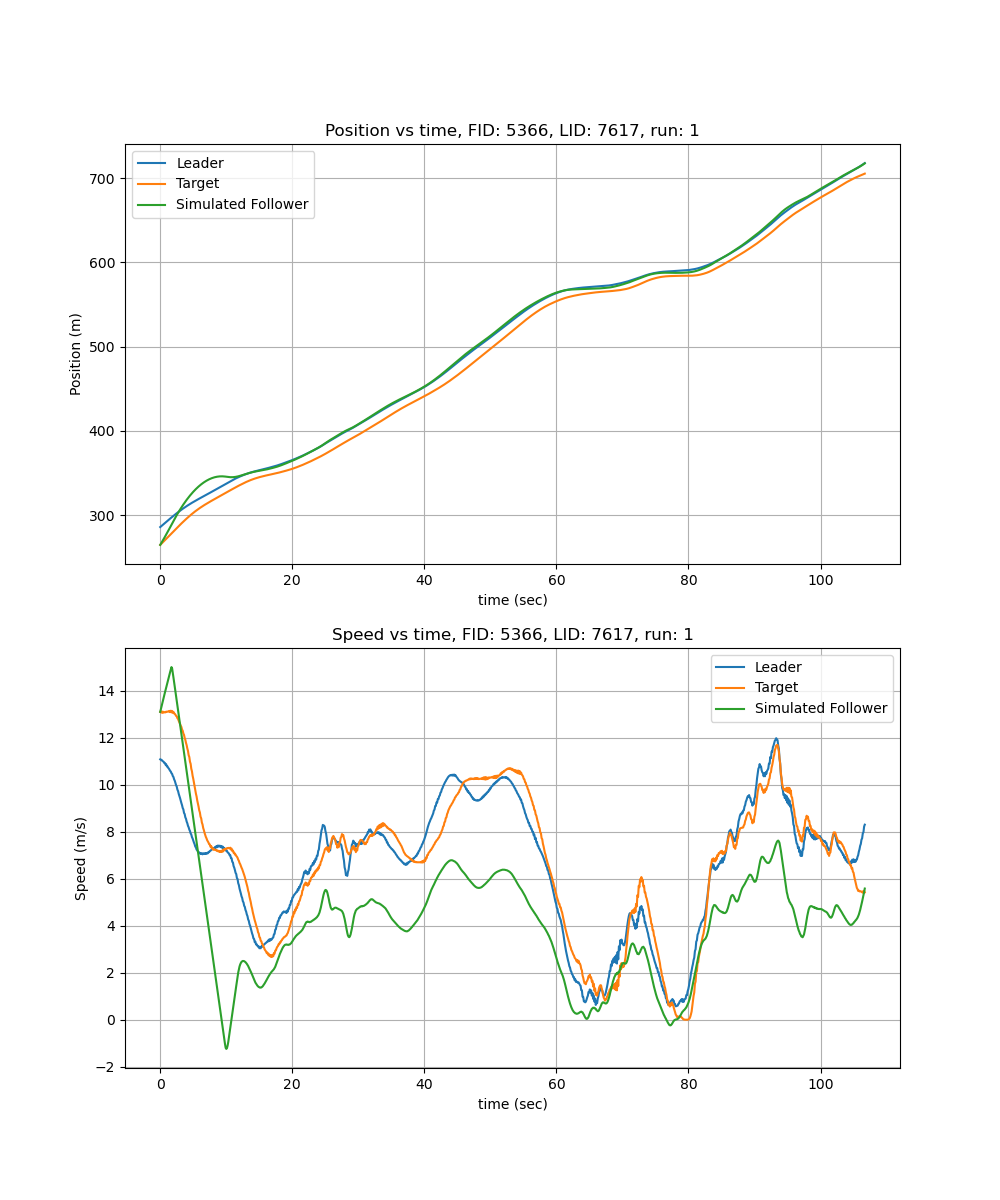 Position vs time, FID: 5366, LID: 7617, run: 1
Leader
Target
Simulated Follower
700
600
500
400
300
Position (m)
0 20 40 60 80 100
time (sec)
Speed vs time, FID: 5366, LID: 7617, run: 1
Leader
Target
Simulated Follower
14
12
10
8
6
4
2
0
−2
Speed (m/s)
0 20 40 60 80 100
time (sec)